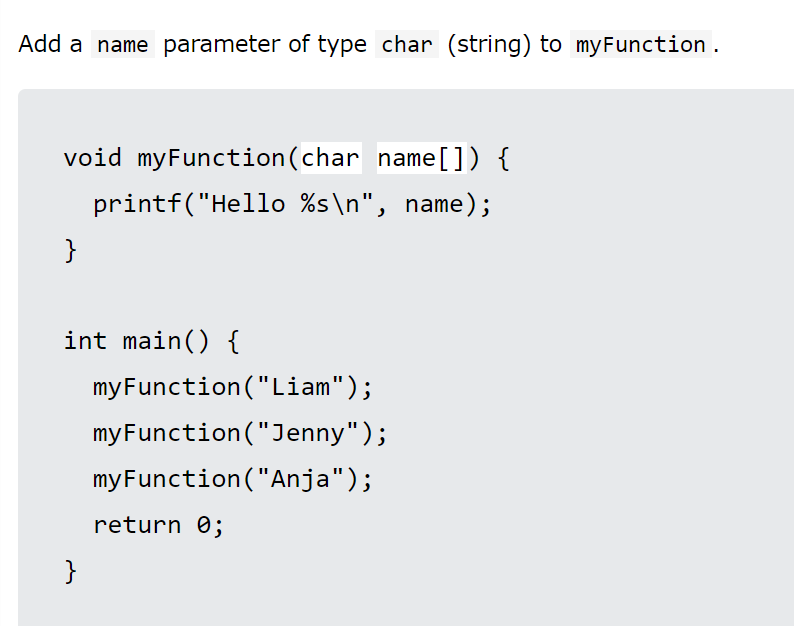 Add a name parameter of type char (string) to myFunction.
void myFunction(char name[]) {
  printf("Hello %s\n", name);
}
int main() {
  myFunction("Liam");
  myFunction("Jenny");
  myFunction("Anja");
  return 0;
}